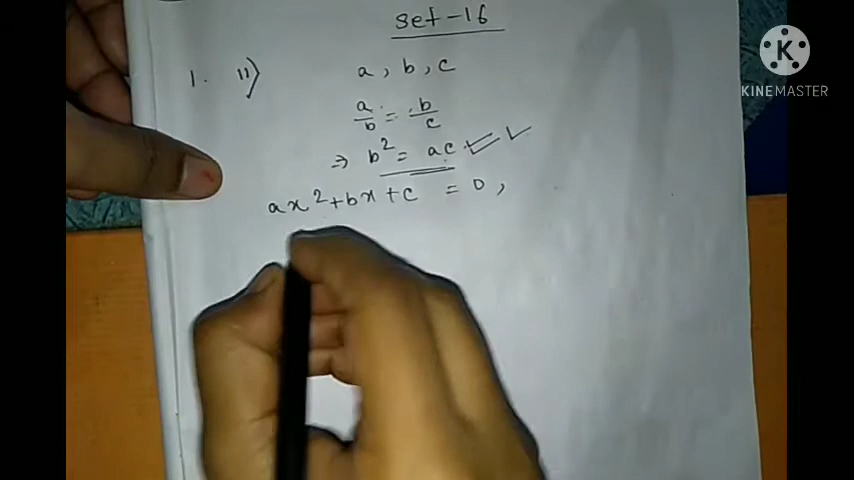 Set-16
1. ii) a, b, c
a/b = b/c
⇒ b² = ac
ax² + bx + c = 0,
K
KINEMASTER